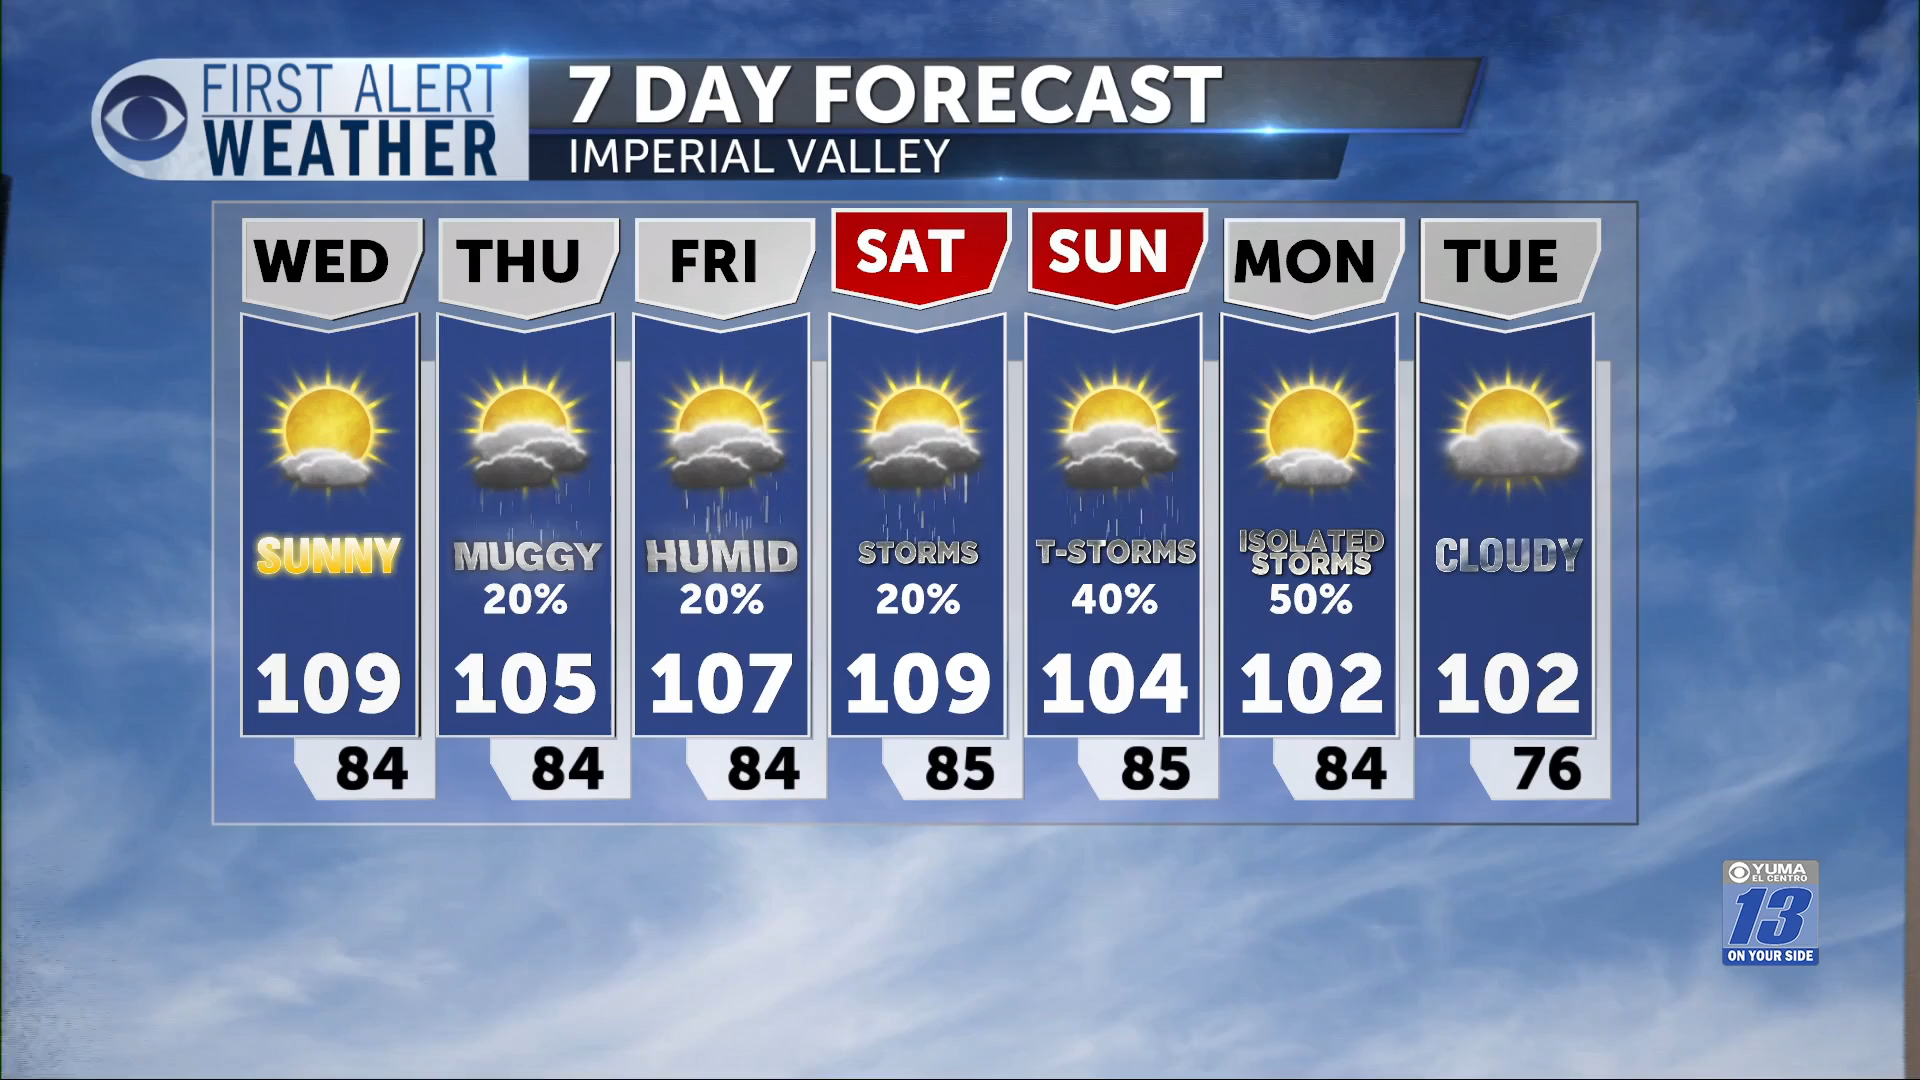 FIRST ALERT
WEATHER
7 DAY FORECAST
IMPERIAL VALLEY
WED THU FRI SAT SUN MON TUE
SUNNY MUGGY HUMID STORMS T-STORMS ISOLATED STORMS CLOUDY
20% 20% 20% 40% 50%
109 105 107 109 104 102 102
84 84 84 85 85 84 76
YUMA
EL CENTRO
13
ON YOUR SIDE